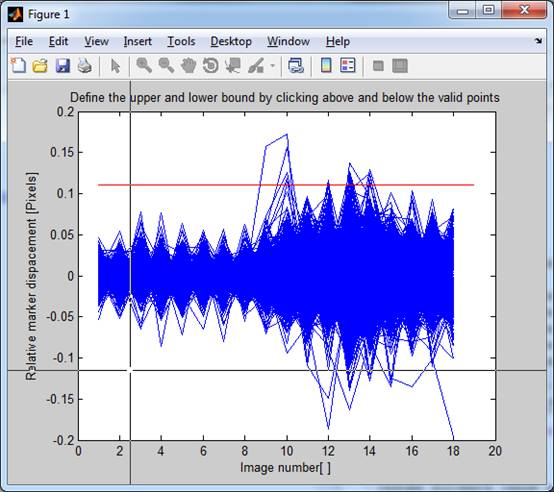 Figure 1
File Edit View Insert Tools Desktop Window Help
Define the upper and lower bound by clicking above and below the valid points
Relative marker dispacement [Pixels]
0.2
0.15
0.1
0.05
0
-0.05
-0.1
-0.15
-0.2
0 2 4 6 8 10 12 14 16 18 20
Image number[ ]